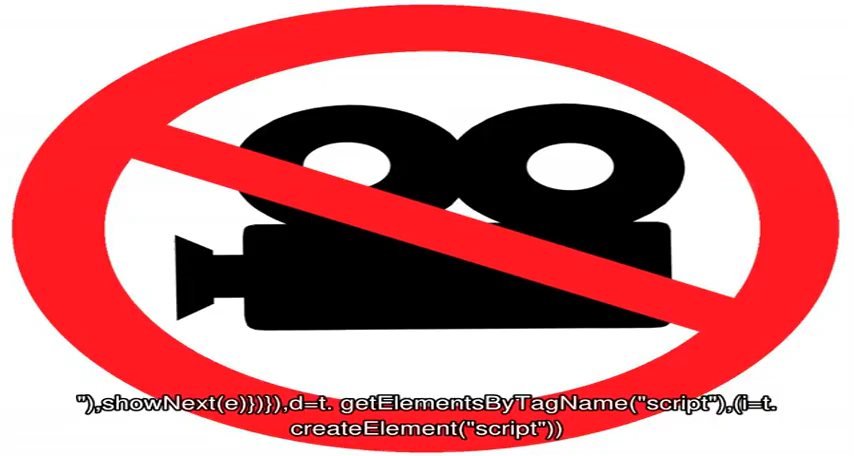 "),showNext(e)})}),d=t. getElementsByTagName("script"),(i=t.
createElement("script"))